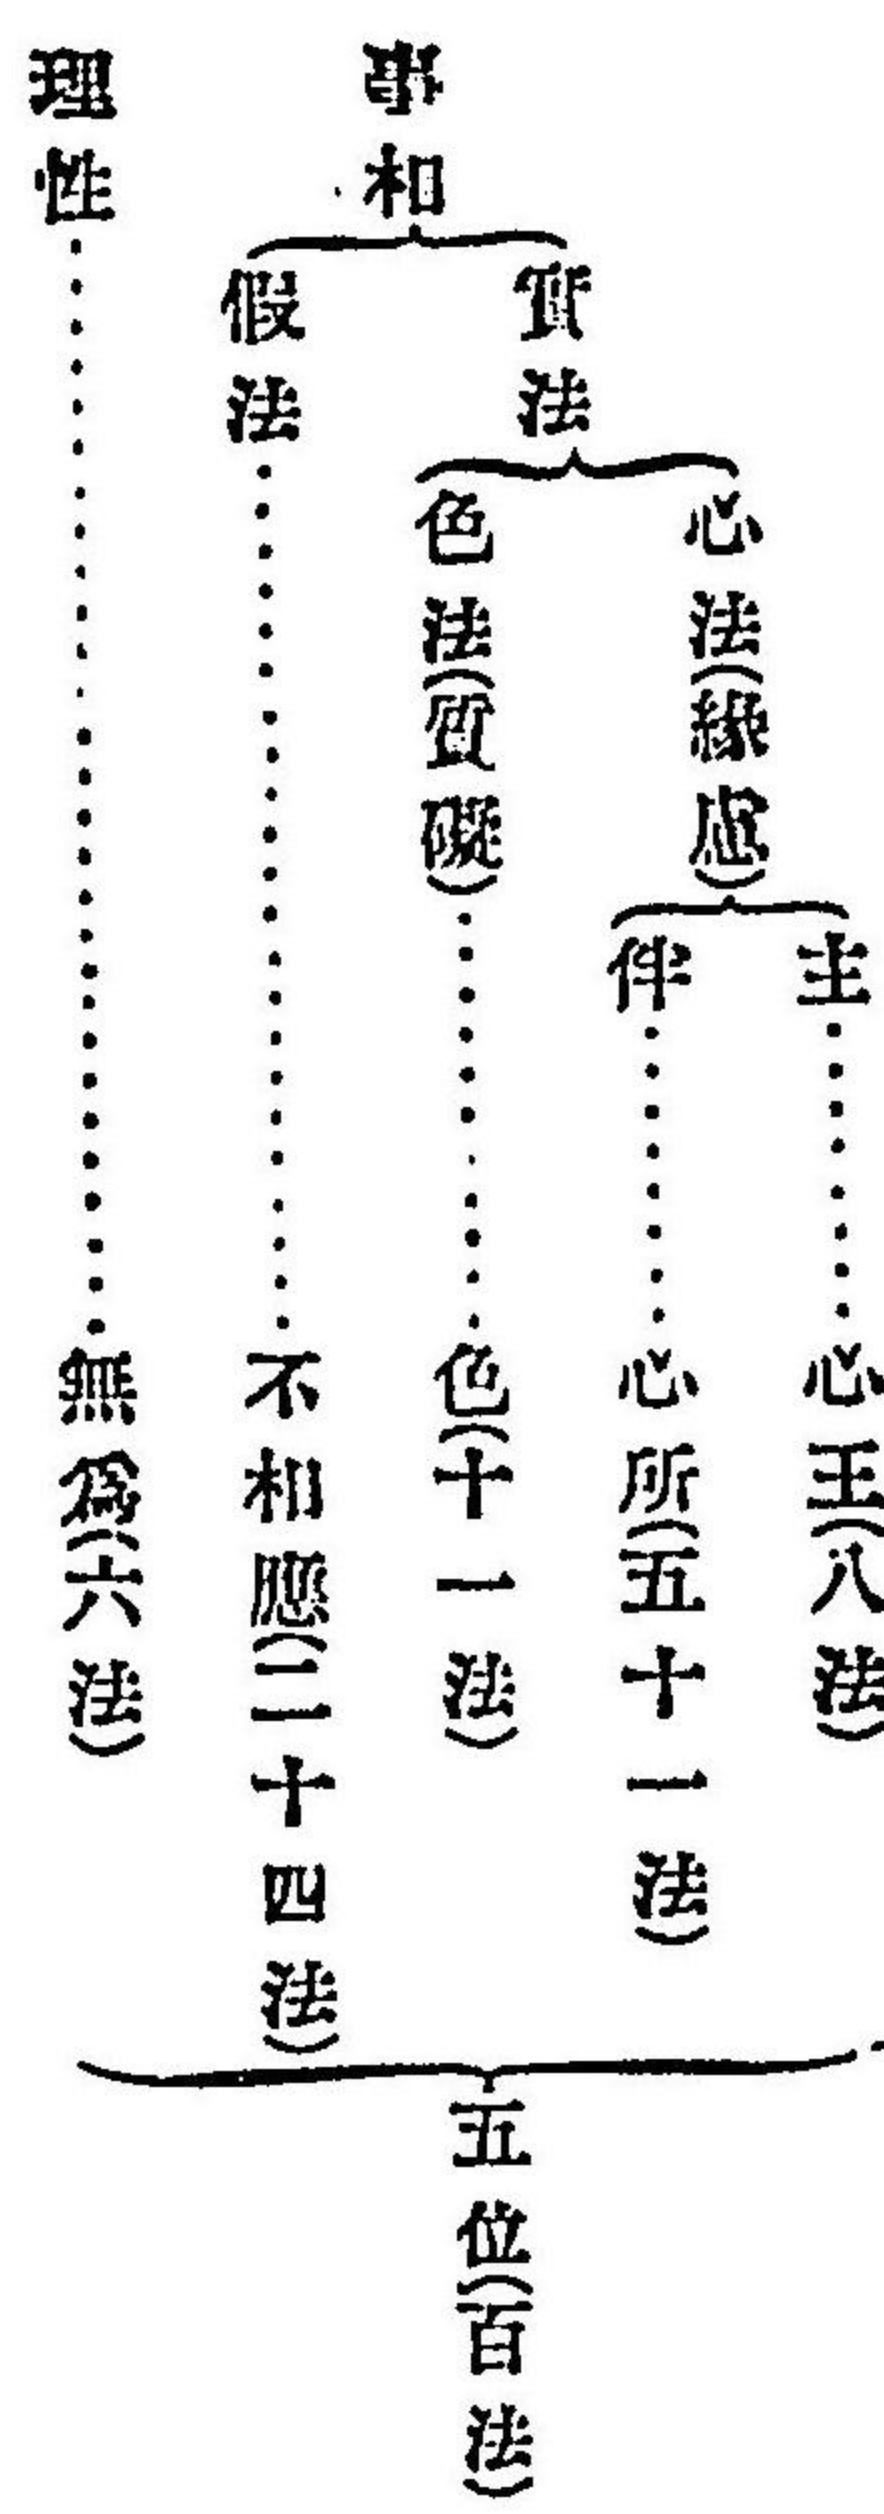 事相
實法
心法(緣慮)
主……心王(八法)
伴……心所(五十一法)
色法(質礙)……色(十一法)
假法……不相應(二十四法)
理性……無爲(六法)
五位(百法)